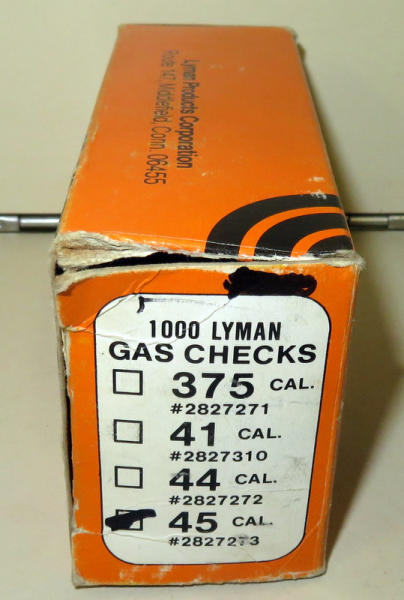 Lyman Products Corporation
Route 147, Middlefield, Conn. 06455
1000 LYMAN
GAS CHECKS
375 CAL.
#2827271
41 CAL.
#2827310
44 CAL.
#2827272
45 CAL.
#2827273